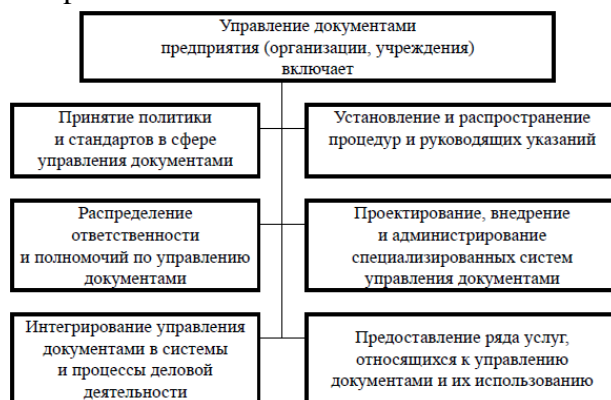 Управление документами
предприятия (организации, учреждения)
включает
Принятие политики
и стандартов в сфере
управления документами
Установление и распространение
процедур и руководящих указаний
Распределение
ответственности
и полномочий по управлению
документами
Проектирование, внедрение
и администрирование
специализированных систем
управления документами
Интегрирование управления
документами в системы
и процессы деловой
деятельности
Предоставление ряда услуг,
относящихся к управлению
документами и их использованию